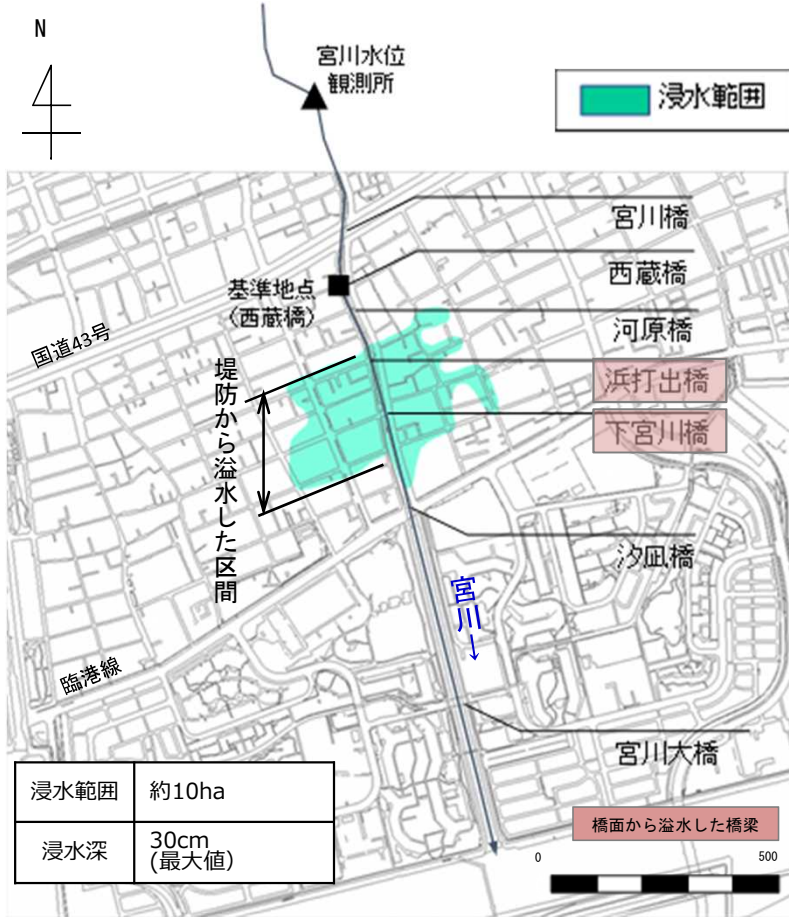 N
宮川水位
観測所
浸水範囲
宮川橋
西蔵橋
基準地点
（西蔵橋）
河原橋
国道43号
浜打出橋
下宮川橋
堤防から溢水した区間
汐凪橋
宮川→
臨港線
宮川大橋
浸水範囲 約10ha
浸水深 30cm
(最大値）
橋面から溢水した橋梁
0 500